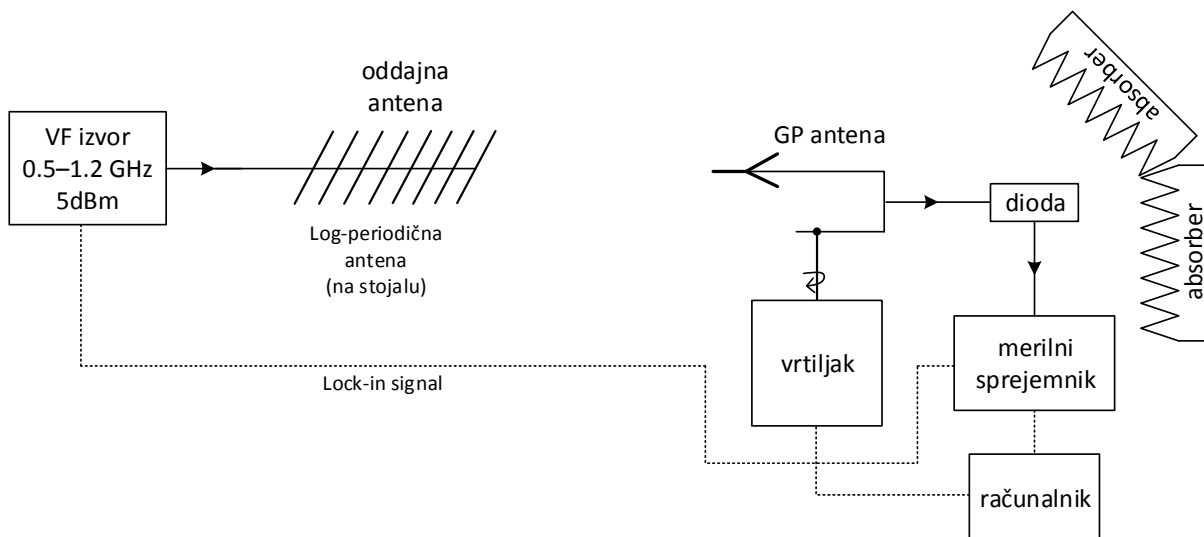 VF izvor
0.5–1.2 GHz
5dBm
oddajna
antena
Log-periodična
antena
(na stojalu)
Lock-in signal
GP antena
vrtiljak
dioda
merilni
sprejemnik
računalnik
absorber
absorber